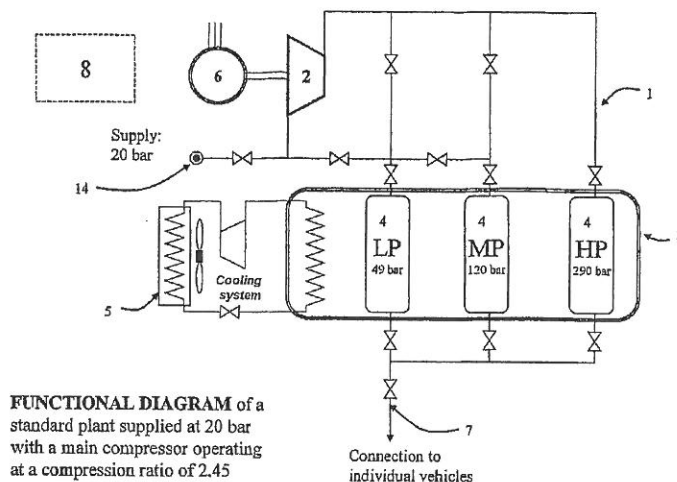 8
6
2
1
Supply:
20 bar
14
4
4
4
LP
MP
HP
49 bar
120 bar
290 bar
Cooling
system
5
FUNCTIONAL DIAGRAM of a
standard plant supplied at 20 bar
with a main compressor operating
at a compression ratio of 2.45
7
Connection to
individual vehicles